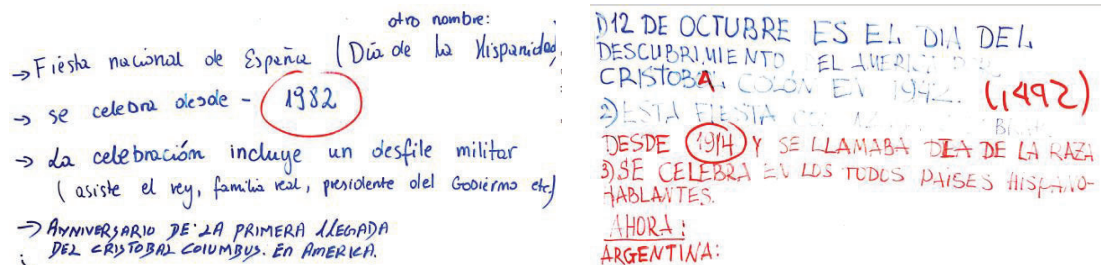 otro nombre:
→ Fiesta nacional de España (Día de la Hispanidad
→ se celebra desde - 1982
→ La celebración incluye un desfile militar
(asiste el rey, familia real, presidente del Gobierno etc)
→ ANNIVERSARIO DE LA PRIMERA LLEGADA
DEL CRISTOBAL COLUMBUS. EN AMERICA.
1) 12 DE OCTUBRE ES EL DIA DEL
DESCUBRIMIENTO EL AMERICA
CRISTOBAL COLÓN EN 1942. (1492)
2) ESTA FIESTA
DESDE 1914 Y SE LLAMABA DIA DE LA RAZA
3) SE CELEBRA EN LOS TODOS PAISES HISPANO-
HABLANTES.
AHORA:
ARGENTINA: